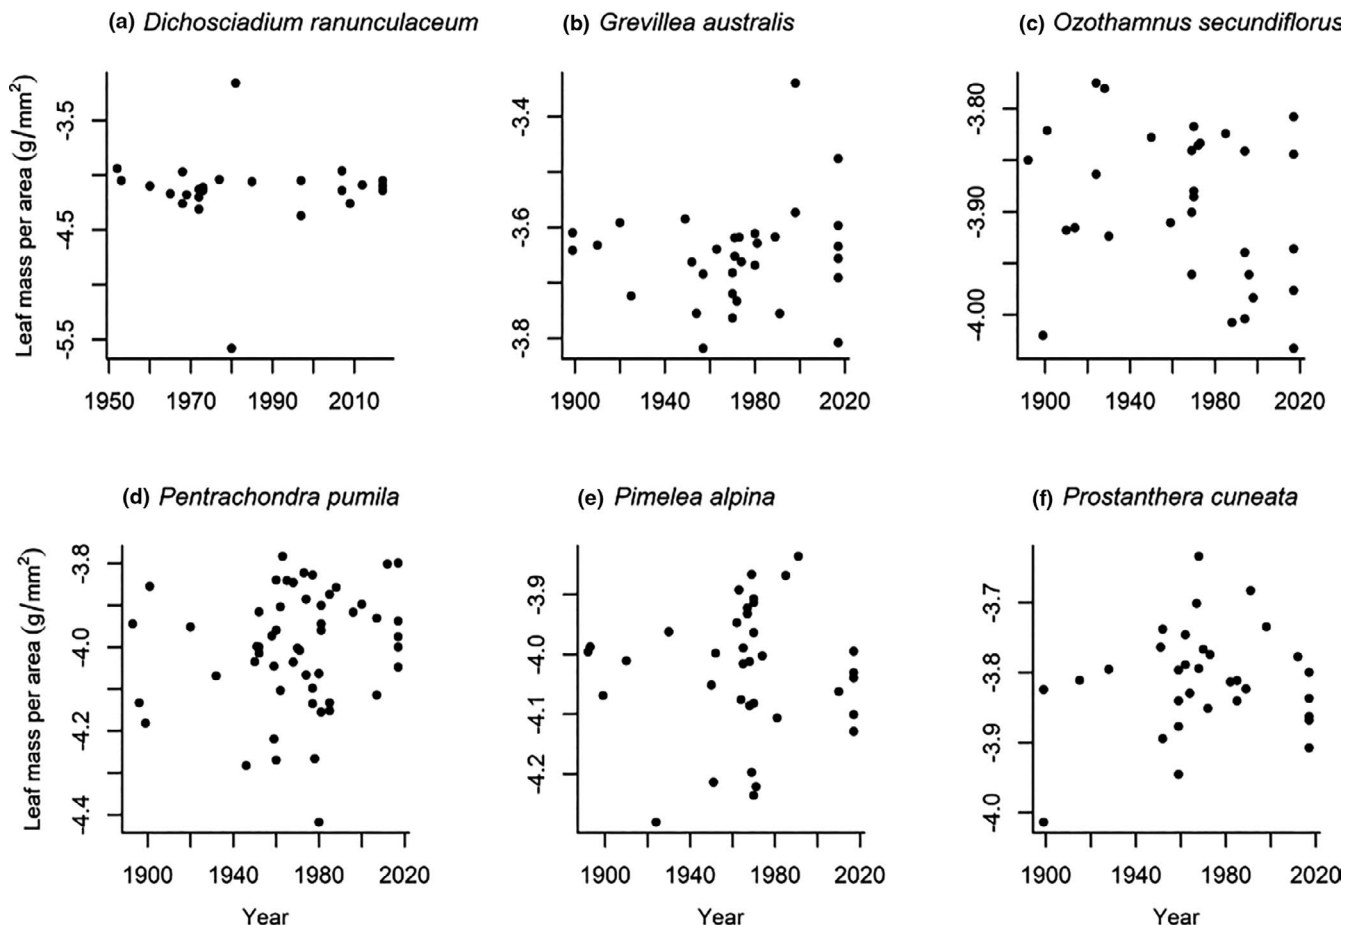 (a) Dichosciadium ranunculaceum
(b) Grevillea australis
(c) Ozothamnus secundiflorus
Leaf mass per area (g/mm²)
-3.5
-4.5
-5.5
1950 1970 1990 2010
-3.4
-3.6
-3.8
1900 1940 1980 2020
-3.80
-3.90
-4.00
1900 1940 1980 2020
(d) Pentrachondra pumila
(e) Pimelea alpina
(f) Prostanthera cuneata
Leaf mass per area (g/mm²)
-3.8
-4.0
-4.2
-4.4
1900 1940 1980 2020
Year
-3.9
-4.0
-4.1
-4.2
1900 1940 1980 2020
Year
-3.7
-3.8
-3.9
-4.0
1900 1940 1980 2020
Year